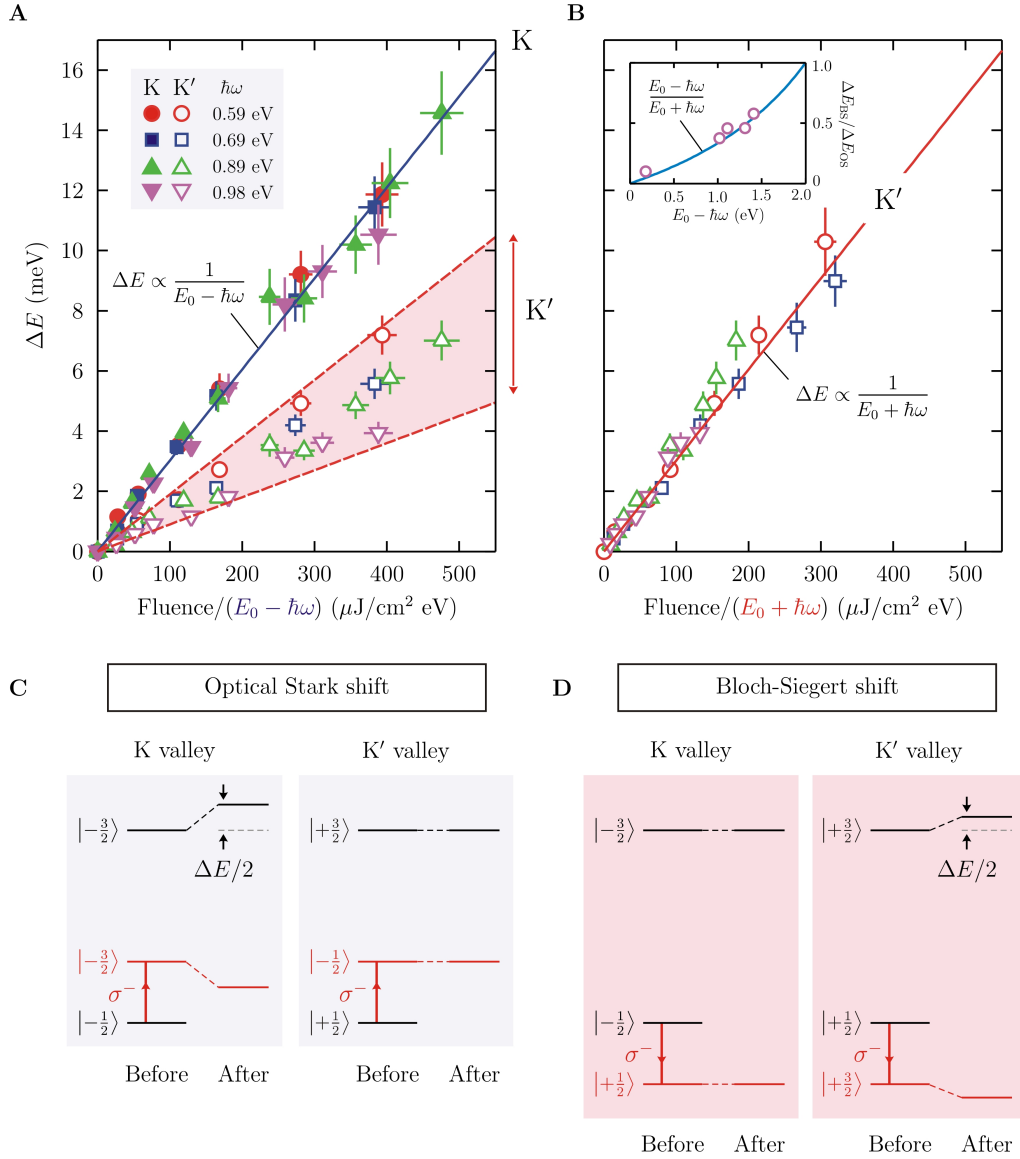 A
K K′ ħω
0.59 eV
0.69 eV
0.89 eV
0.98 eV
K
K′
ΔE ∝ 1/(E₀ − ħω)
ΔE (meV)
16
14
12
10
8
6
4
2
0
0 100 200 300 400 500
Fluence/(E₀ − ħω) (μJ/cm² eV)
B
(E₀ − ħω)/(E₀ + ħω)
1.0
0.5
0
ΔE_BS/ΔE_OS
0 0.5 1.0 1.5 2.0
E₀ − ħω (eV)
K′
ΔE ∝ 1/(E₀ + ħω)
0 100 200 300 400 500
Fluence/(E₀ + ħω) (μJ/cm² eV)
C
Optical Stark shift
K valley
|−3/2⟩
ΔE/2
|−3/2⟩
σ⁻
|−1/2⟩
Before After
K′ valley
|+3/2⟩
|−1/2⟩
σ⁻
|+1/2⟩
Before After
D
Bloch-Siegert shift
K valley
|−3/2⟩
|−1/2⟩
σ⁻
|+1/2⟩
Before After
K′ valley
|+3/2⟩
ΔE/2
|+1/2⟩
σ⁻
|+3/2⟩
Before After